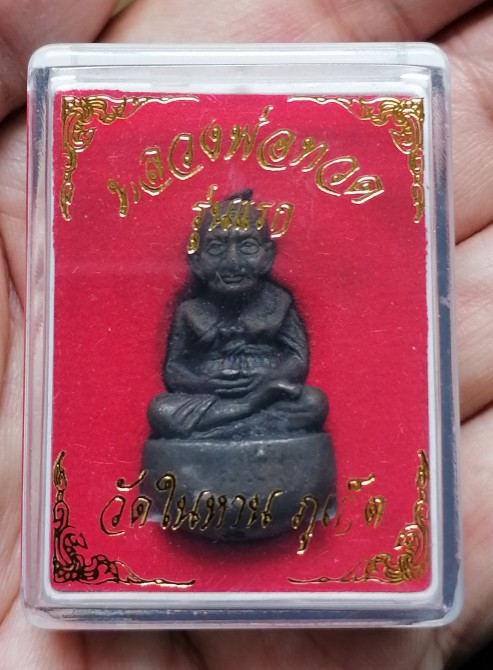 หลวงพ่อทวด
รุ่นแรก
วัดในหาน ภูเก็ต